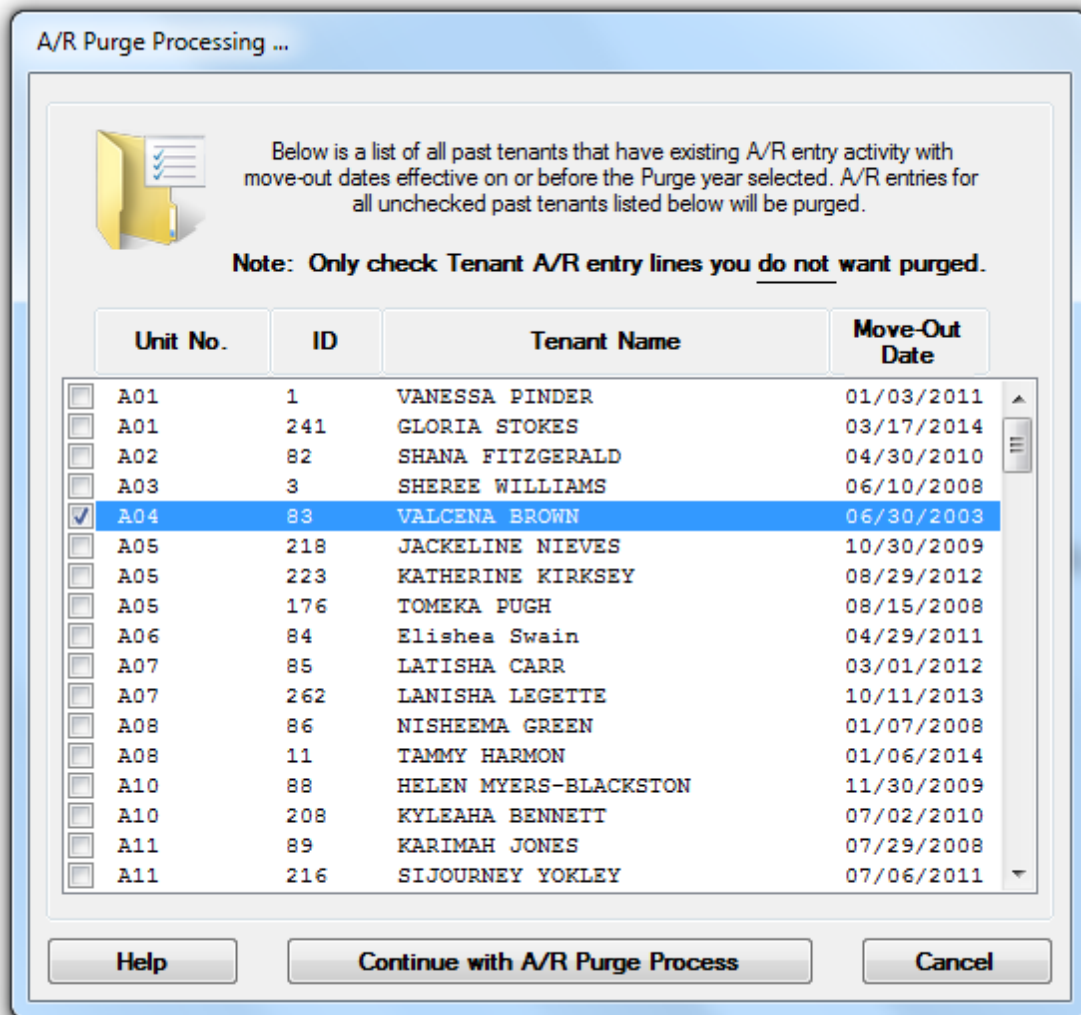 A/R Purge Processing ...
Below is a list of all past tenants that have existing A/R entry activity with
move-out dates effective on or before the Purge year selected. A/R entries for
all unchecked past tenants listed below will be purged.
Note: Only check Tenant A/R entry lines you do not want purged.
Unit No. ID Tenant Name Move-Out Date
A01 1 VANESSA PINDER 01/03/2011
A01 241 GLORIA STOKES 03/17/2014
A02 82 SHANA FITZGERALD 04/30/2010
A03 3 SHEREE WILLIAMS 06/10/2008
A04 83 VALCENA BROWN 06/30/2003
A05 218 JACKELINE NIEVES 10/30/2009
A05 223 KATHERINE KIRKSEY 08/29/2012
A05 176 TOMEKA PUGH 08/15/2008
A06 84 Elishea Swain 04/29/2011
A07 85 LATISHA CARR 03/01/2012
A07 262 LANISHA LEGETTE 10/11/2013
A08 86 NISHEEMA GREEN 01/07/2008
A08 11 TAMMY HARMON 01/06/2014
A10 88 HELEN MYERS-BLACKSTON 11/30/2009
A10 208 KYLEAHA BENNETT 07/02/2010
A11 89 KARIMAH JONES 07/29/2008
A11 216 SIJOURNEY YOKLEY 07/06/2011
Help Continue with A/R Purge Process Cancel